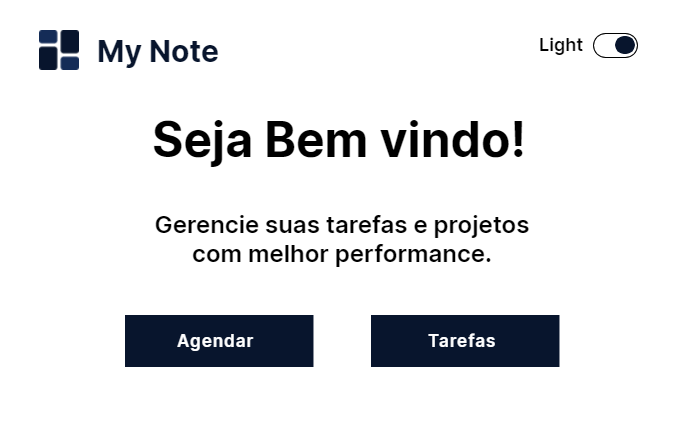 My Note
Light
Seja Bem vindo!
Gerencie suas tarefas e projetos
com melhor performance.
Agendar
Tarefas